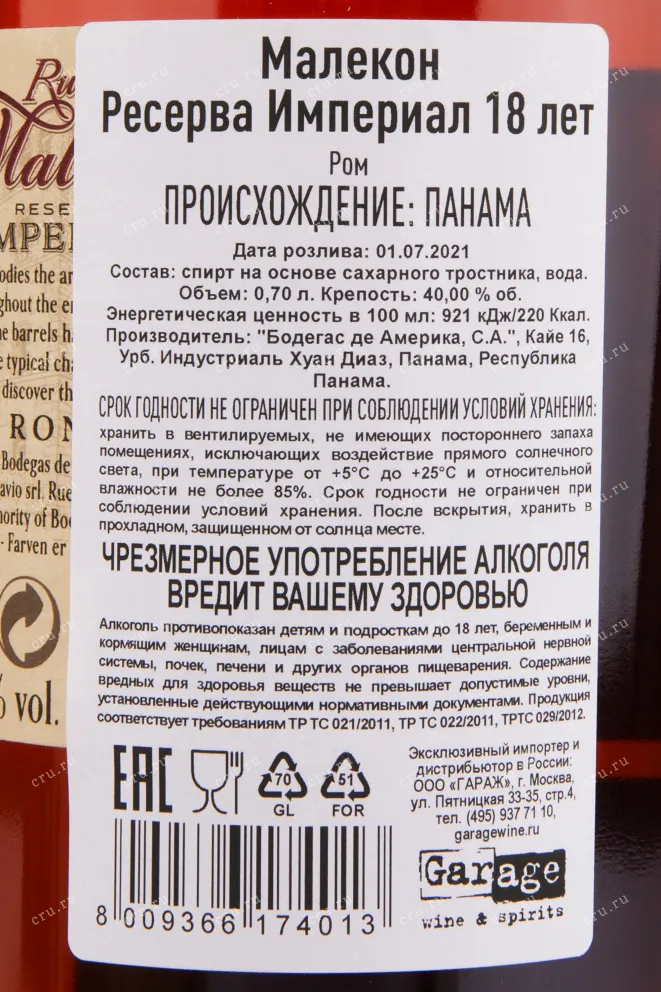 Малекон
Ресерва Империал 18 лет
Ром
ПРОИСХОЖДЕНИЕ: ПАНАМА
Дата розлива: 01.07.2021
Состав: спирт на основе сахарного тростника, вода.
Объем: 0,70 л. Крепость: 40,00 % об.
Энергетическая ценность в 100 мл: 921 кДж/220 Ккал.
Производитель: "Бодегас де Америка, С.А.", Кайе 16,
Урб. Индустриаль Хуан Диаз, Панама, Республика
Панама.
СРОК ГОДНОСТИ НЕ ОГРАНИЧЕН ПРИ СОБЛЮДЕНИИ УСЛОВИЙ ХРАНЕНИЯ:
хранить в вентилируемых, не имеющих постороннего запаха
помещениях, исключающих воздействие прямого солнечного
света, при температуре от +5°С до +25°С и относительной
влажности не более 85%. Срок годности не ограничен при
соблюдении условий хранения. После вскрытия, хранить в
прохладном, защищенном от солнца месте.
ЧРЕЗМЕРНОЕ УПОТРЕБЛЕНИЕ АЛКОГОЛЯ
ВРЕДИТ ВАШЕМУ ЗДОРОВЬЮ
Алкоголь противопоказан детям и подросткам до 18 лет, беременным и
кормящим женщинам, лицам с заболеваниями центральной нервной
системы, почек, печени и других органов пищеварения. Содержание
вредных для здоровья веществ не превышает допустимые уровни,
установленные действующими нормативными документами. Продукция
соответствует требованиям ТР ТС 021/2011, ТР ТС 022/2011, ТРТС 029/2012.
EAC
70
GL
51
FOR
Эксклюзивный импортер и
дистрибьютор в России:
ООО «ГАРАЖ», г. Москва,
ул. Пятницкая 33-35, стр.4,
тел. (495) 937 71 10,
garagewine.ru
Garage
wine & spirits
8 009366 174013
Ru
Mal
RESE
MPE
odies the ar
ghout the e
he barrels h
e typical cha
discover th
RON
Bodegas de
avio srl, Rue
hority of Boo
- Farven er
% vol.
cru.ru